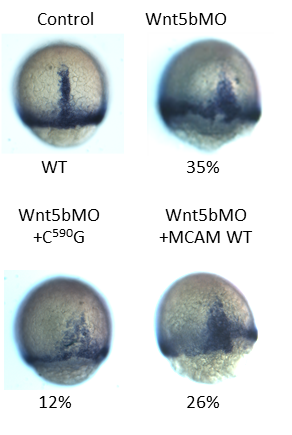 Control
Wnt5bMO
WT
35%
Wnt5bMO
+C⁵⁹⁰G
Wnt5bMO
+MCAM WT
12%
26%